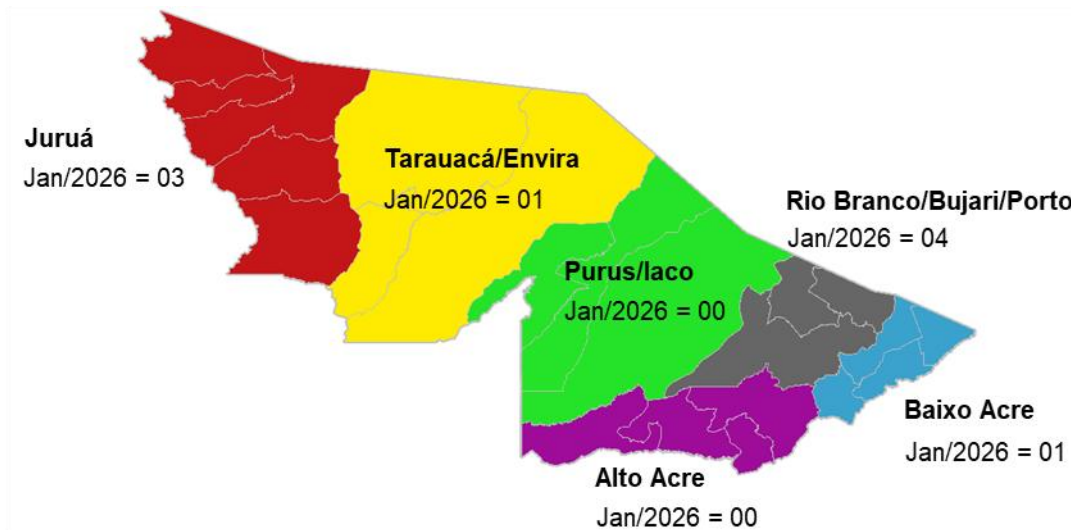 Juruá
Jan/2026 = 03
Tarauacá/Envira
Jan/2026 = 01
Rio Branco/Bujari/Porto
Jan/2026 = 04
Purus/Iaco
Jan/2026 = 00
Baixo Acre
Jan/2026 = 01
Alto Acre
Jan/2026 = 00